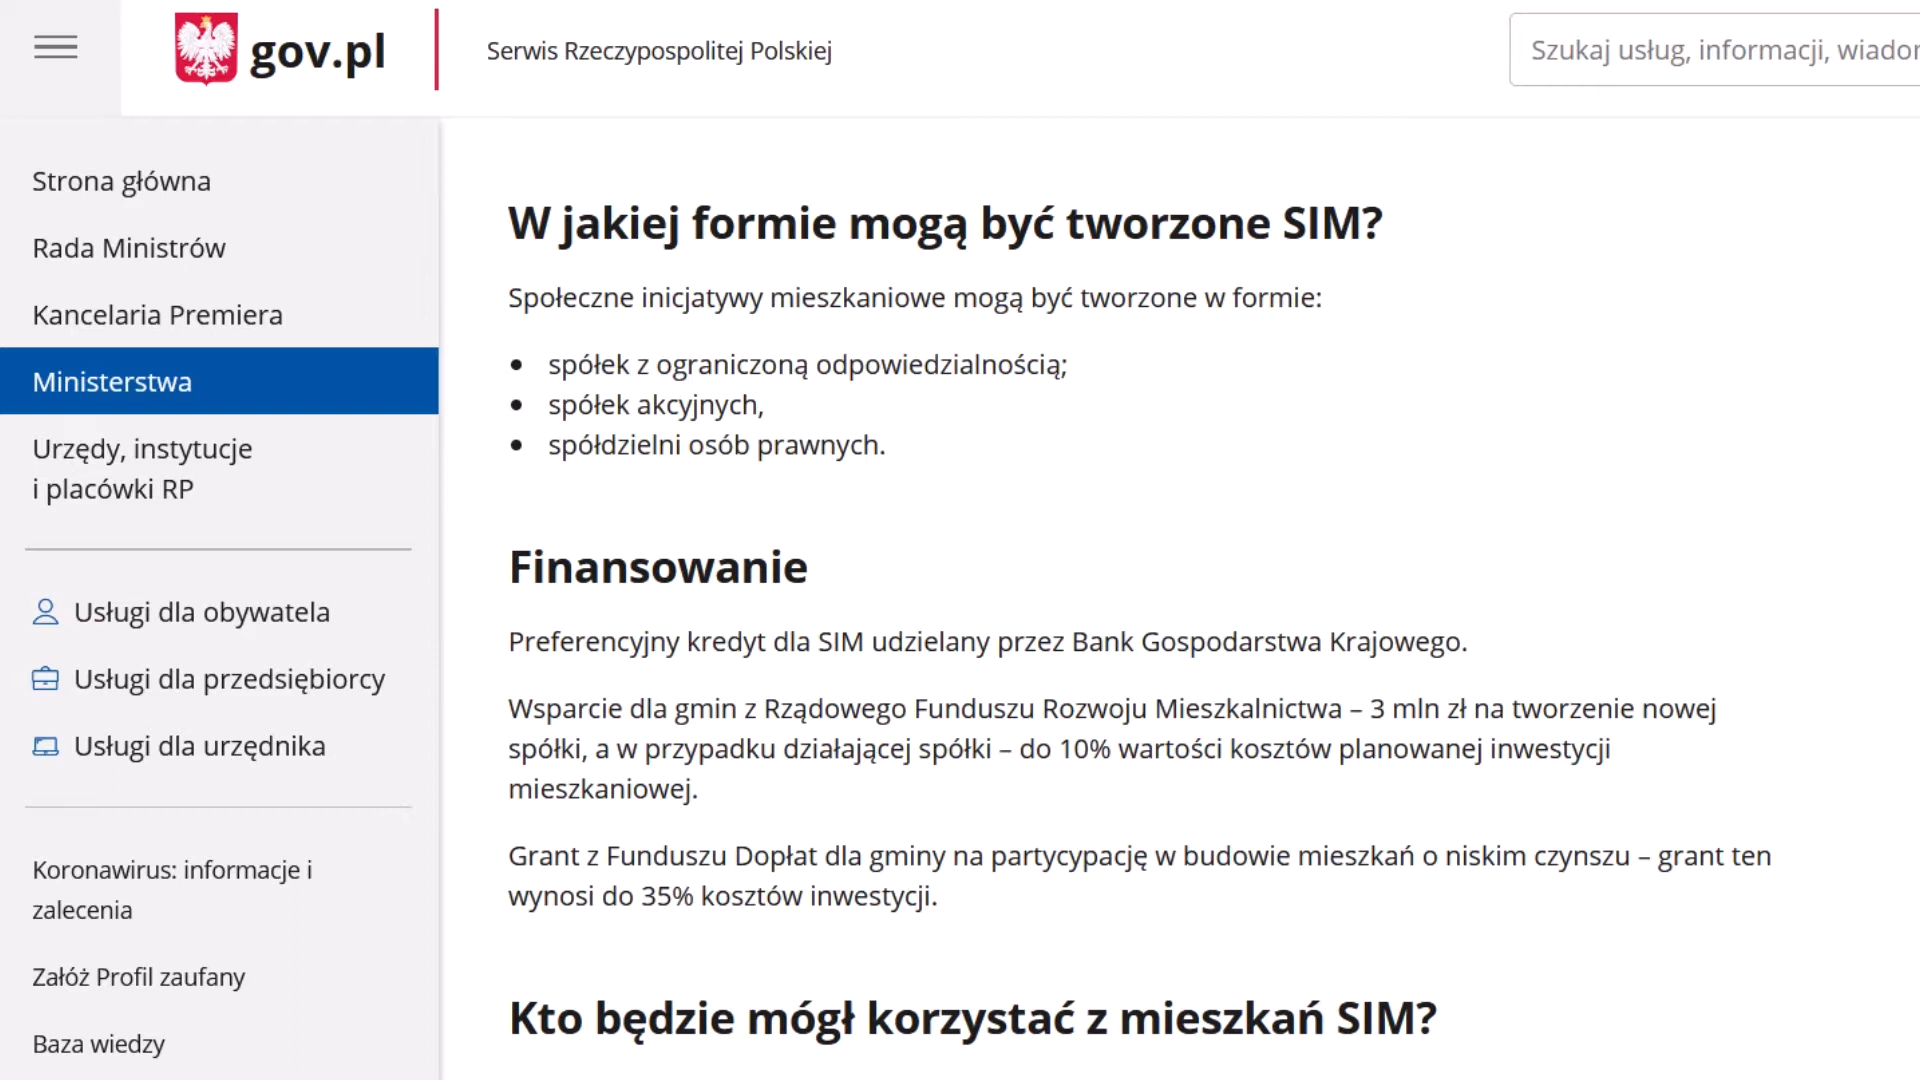 gov.pl
Serwis Rzeczypospolitej Polskiej
Szukaj usług, informacji,
Strona główna
Rada Ministrów
Kancelaria Premiera
Ministerstwa
Urzędy, instytucje
i placówki RP
Usługi dla obywatela
Usługi dla przedsiębiorcy
Usługi dla urzędnika
Koronawirus: informacje i
zalecenia
Załóż Profil zaufany
Baza wiedzy
W jakiej formie mogą być tworzone SIM?
Społeczne inicjatywy mieszkaniowe mogą być tworzone w formie:
• spółek z ograniczoną odpowiedzialnością;
• spółek akcyjnych,
• spółdzielni osób prawnych.
Finansowanie
Preferencyjny kredyt dla SIM udzielany przez Bank Gospodarstwa Krajowego.
Wsparcie dla gmin z Rządowego Funduszu Rozwoju Mieszkalnictwa – 3 mln zł na tworzenie nowej
spółki, a w przypadku działającej spółki – do 10% wartości kosztów planowanej inwestycji
mieszkaniowej.
Grant z Funduszu Dopłat dla gminy na partycypację w budowie mieszkań o niskim czynszu – grant ten
wynosi do 35% kosztów inwestycji.
Kto będzie mógł korzystać z mieszkań SIM?